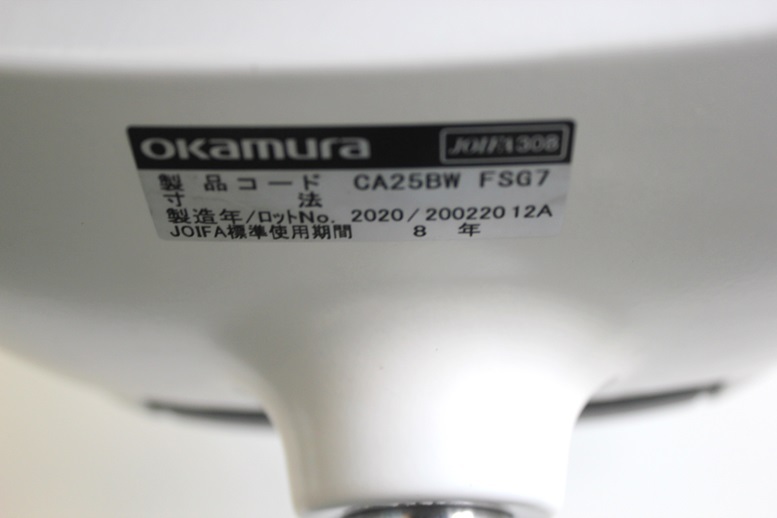 okamura JOIFA308
製品コード CA25BW FSG7
寸法
製造年/ロットNo. 2020/20022012A
JOIFA標準使用期間 8 年